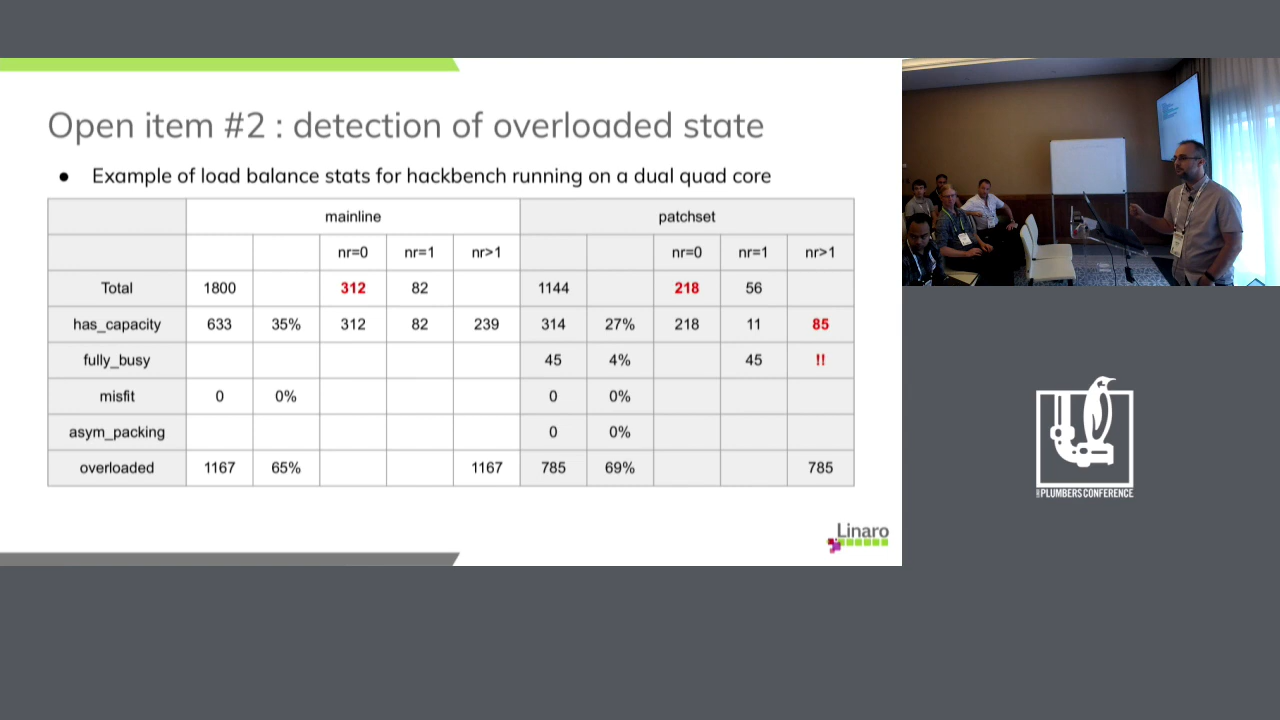 Open item #2 : detection of overloaded state
● Example of load balance stats for hackbench running on a dual quad core
mainline patchset
nr=0 nr=1 nr>1 nr=0 nr=1 nr>1
Total 1800 312 82 1144 218 56
has_capacity 633 35% 312 82 239 314 27% 218 11 85
fully_busy 45 4% 45 !!
misfit 0 0% 0 0%
asym_packing 0 0%
overloaded 1167 65% 1167 785 69% 785
Linaro
PLUMBERS CONFERENCE